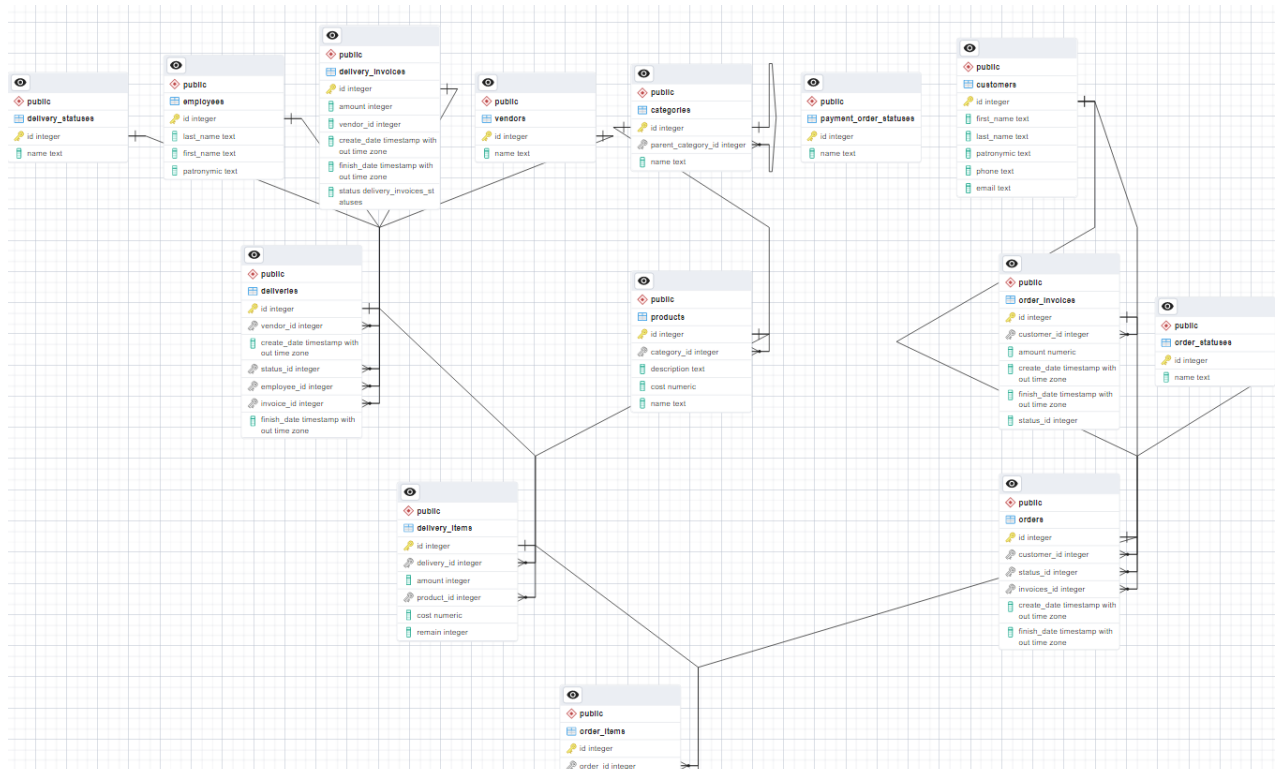 public
delivery_statuses
id integer
name text
public
employees
id integer
last_name text
first_name text
patronymic text
public
delivery_invoices
id integer
amount integer
vendor_id integer
create_date timestamp with
out time zone
finish_date timestamp with
out time zone
status delivery_invoices_st
atuses
public
vendors
id integer
name text
public
categories
id integer
parent_category_id integer
name text
public
payment_order_statuses
id integer
name text
public
customers
id integer
first_name text
last_name text
patronymic text
phone text
email text
public
deliveries
id integer
vendor_id integer
create_date timestamp with
out time zone
status_id integer
employee_id integer
invoice_id integer
finish_date timestamp with
out time zone
public
products
id integer
category_id integer
description text
cost numeric
name text
public
order_invoices
id integer
customer_id integer
amount numeric
create_date timestamp with
out time zone
finish_date timestamp with
out time zone
status_id integer
public
order_statuses
id integer
name text
public
delivery_items
id integer
delivery_id integer
amount integer
product_id integer
cost numeric
remain integer
public
orders
id integer
customer_id integer
status_id integer
invoices_id integer
create_date timestamp with
out time zone
finish_date timestamp with
out time zone
public
order_items
id integer
order_id integer